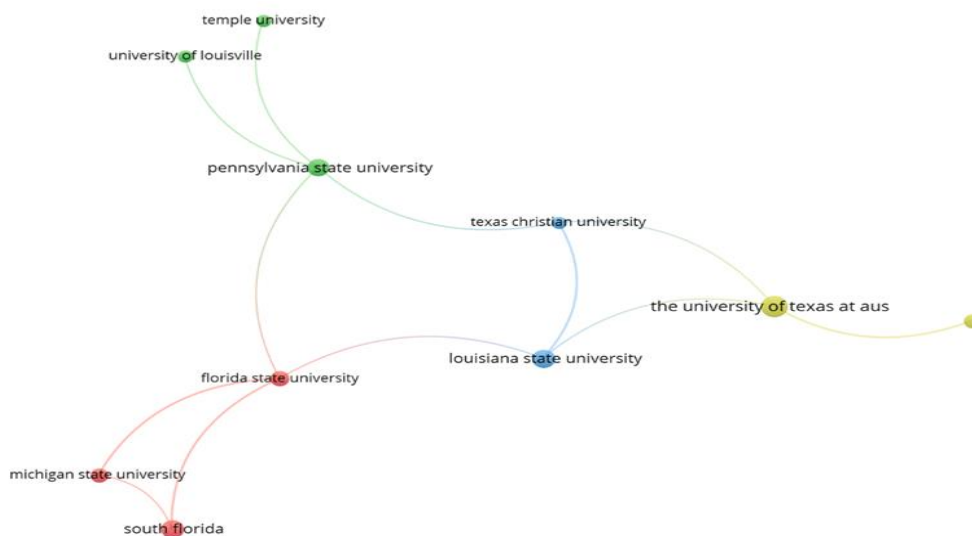 temple university
university of louisville
pennsylvania state university
texas christian university
the university of texas at aus
louisiana state university
florida state university
michigan state university
south florida